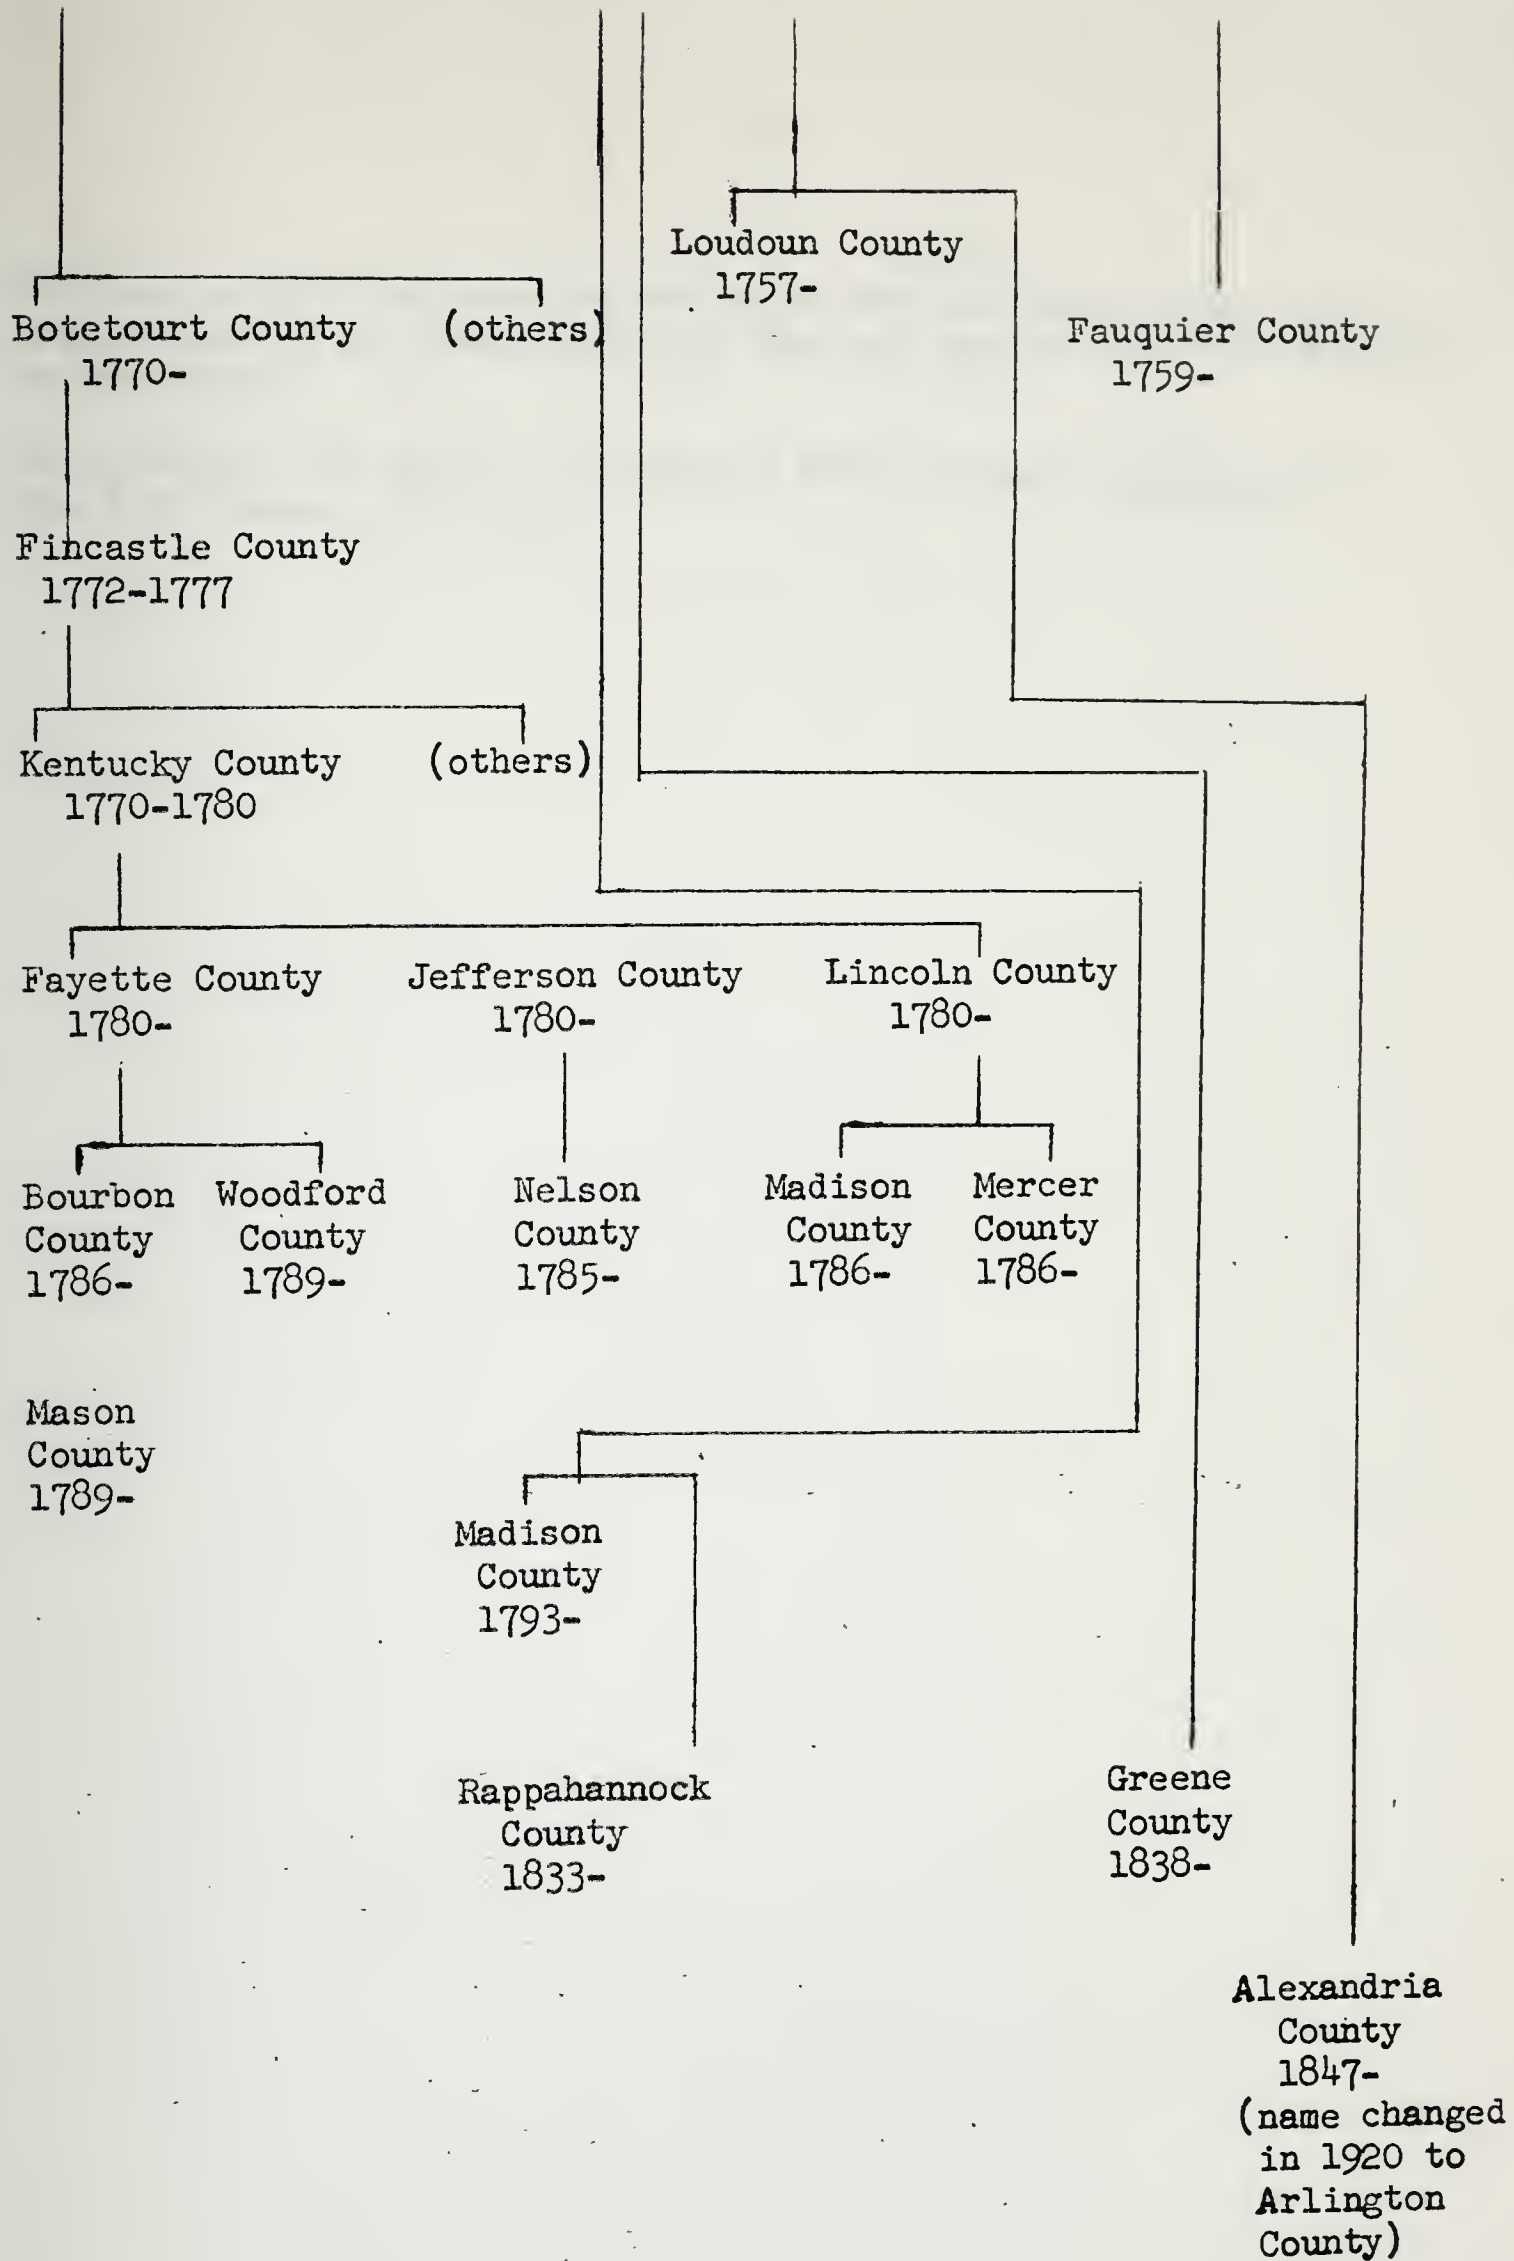 Loudoun County
1757-
Botetourt County (others)
1770-
Fauquier County
1759-
Fincastle County
1772-1777
Kentucky County (others)
1770-1780
Fayette County Jefferson County Lincoln County
1780- 1780- 1780-
Bourbon Woodford Nelson Madison Mercer
County County County County County
1786- 1789- 1785- 1786- 1786-
Mason
County
1789-
Madison
County
1793-
Rappahannock
County
1833-
Greene
County
1838-
Alexandria
County
1847-
(name changed
in 1920 to
Arlington
County)